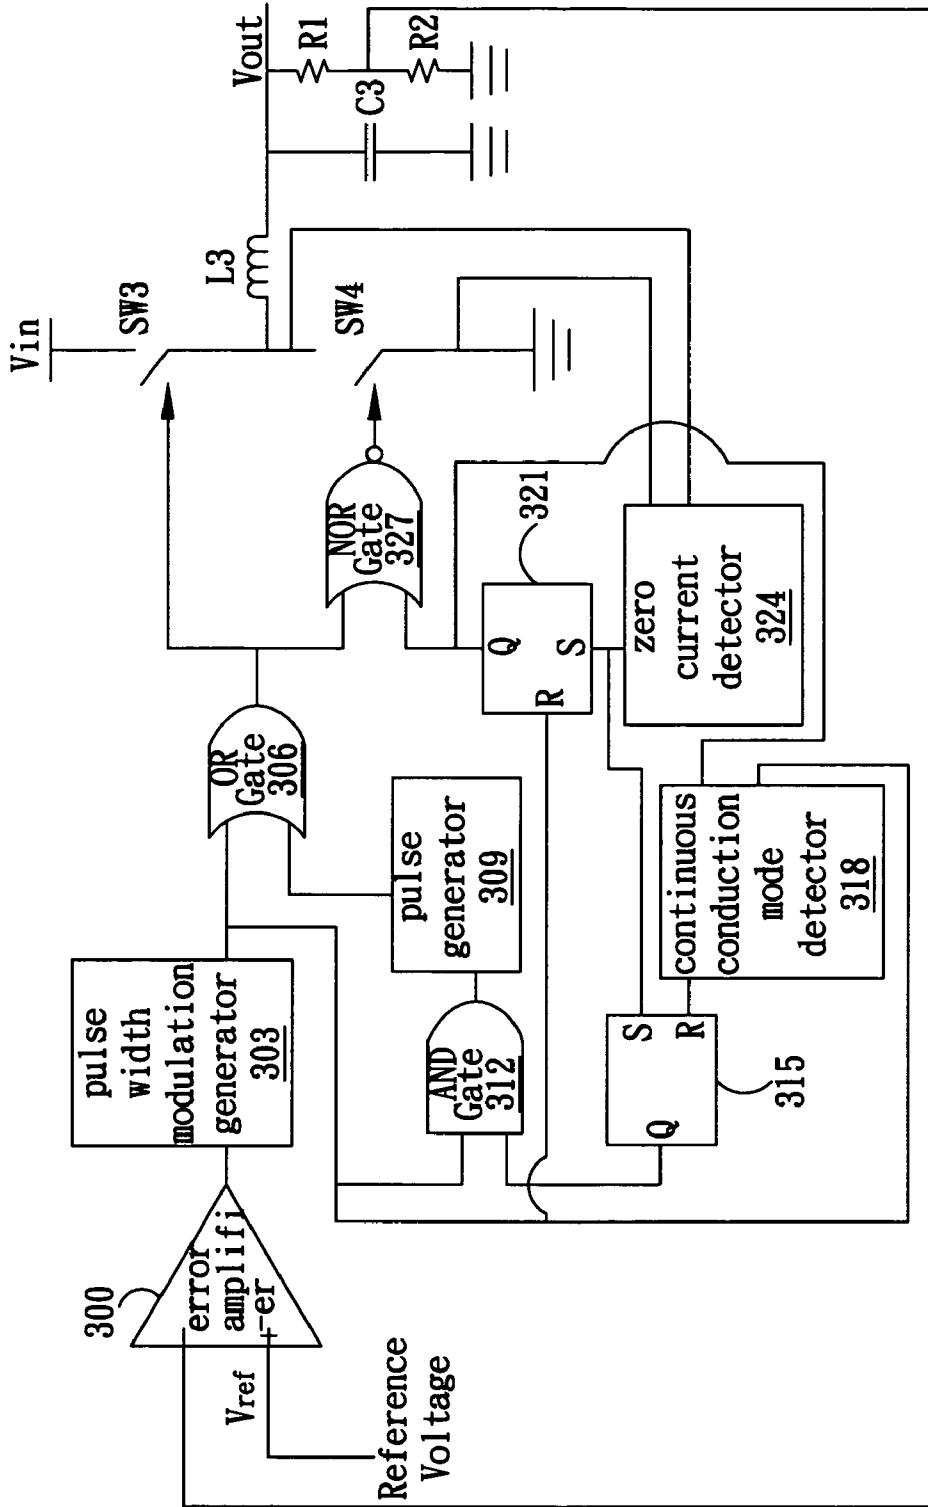 Vin
SW3
L3
Vout
R1
R2
C3
SW4
OR
Gate
306
NOR
Gate
327
321
Q
R
S
zero
current
detector
324
pulse
width
modulation
generator
303
pulse
generator
309
AND
Gate
312
continuous
conduction
mode
detector
318
S
R
Q
315
300
error
amplifi
-er
+
Vref
Reference
Voltage